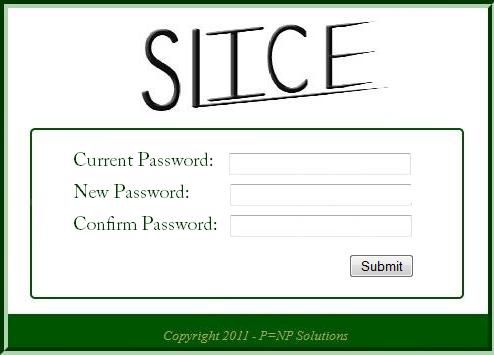 SLICE
Current Password:
New Password:
Confirm Password:
Submit
Copyright 2011 - P=NP Solutions